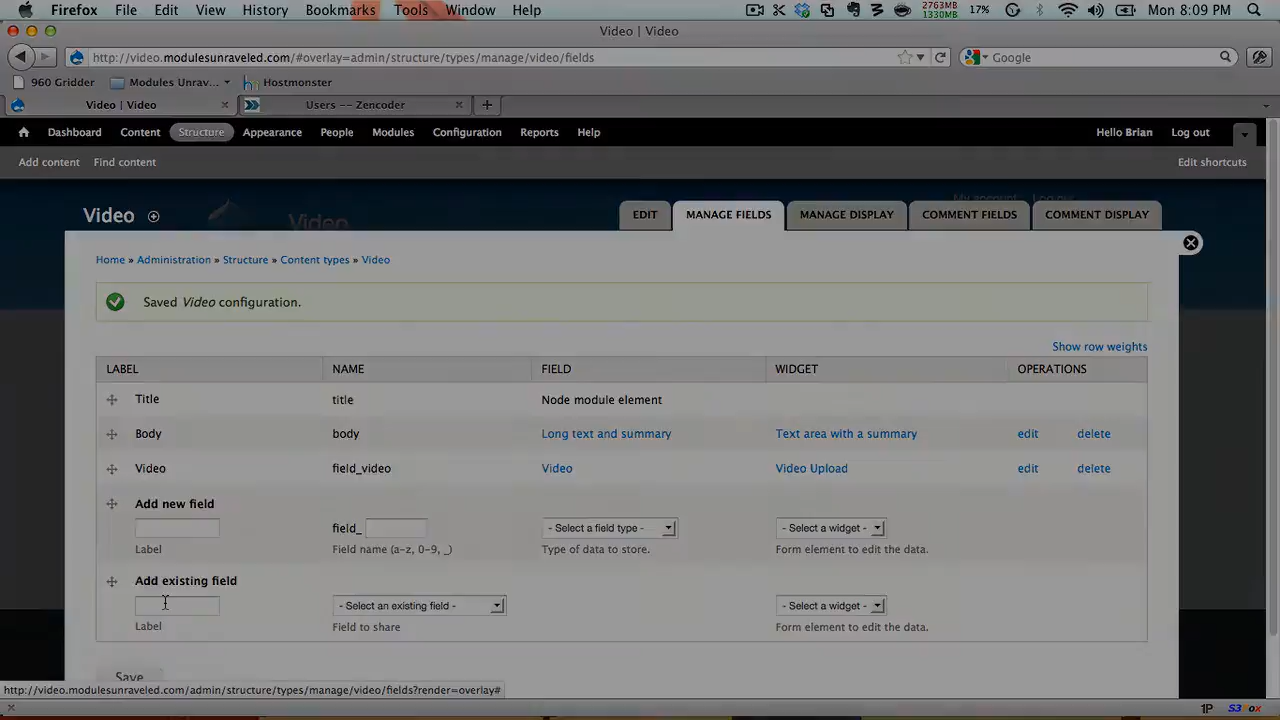 Firefox File Edit View History Bookmarks Tools Window Help 2763MB 1330MB 17% Mon 8:09 PM
Video | Video
http://video.modulesunraveled.com/#overlay=admin/structure/types/manage/video/fields Google
960 Gridder Modules Unrav... Hostmonster
Video | Video Users -- Zencoder
Dashboard Content Structure Appearance People Modules Configuration Reports Help Hello Brian Log out
Add content Find content Edit shortcuts
My account Log out
Video Video EDIT MANAGE FIELDS MANAGE DISPLAY COMMENT FIELDS COMMENT DISPLAY
Home » Administration » Structure » Content types » Video
Saved Video configuration.
Show row weights
LABEL NAME FIELD WIDGET OPERATIONS
Title title Node module element
Body body Long text and summary Text area with a summary edit delete
Video field_video Video Video Upload edit delete
Add new field
field_ - Select a field type - - Select a widget -
Label Field name (a-z, 0-9, _) Type of data to store. Form element to edit the data.
Add existing field
- Select an existing field - - Select a widget -
Label Field to share Form element to edit the data.
Save
http://video.modulesunraveled.com/admin/structure/types/manage/video/fields?render=overlay#
1P S3Fox